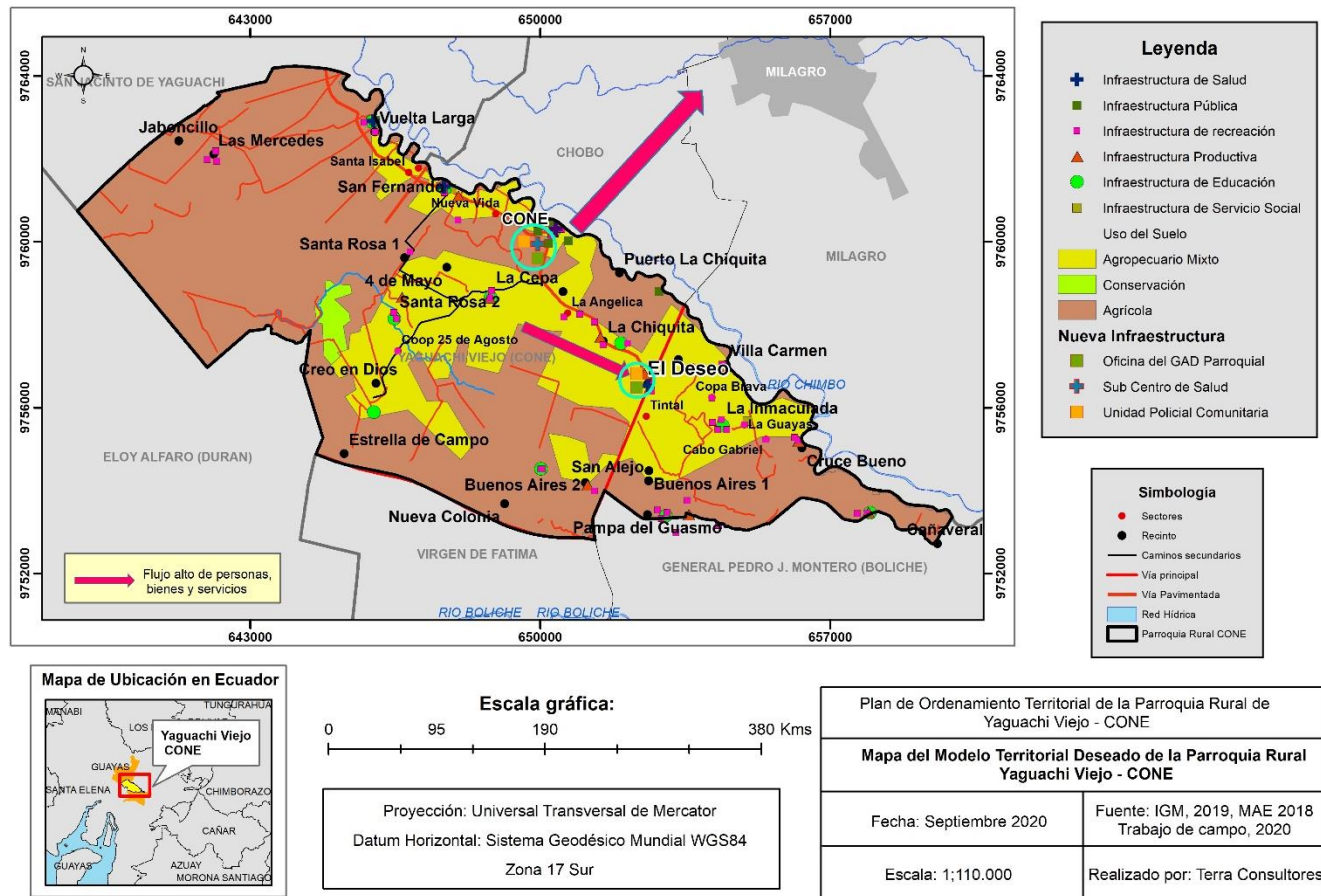 643000
650000
657000
9764000
9760000
9756000
9752000
9764000
9760000
9756000
9752000
643000
650000
657000
N
W
E
S
SAN JACINTO DE YAGUACHI
MILAGRO
Jaboncillo
Las Mercedes
Vuelta Larga
CHOBO
Santa Isabel
San Fernando
Nueva Vida
CONE
Santa Rosa 1
Puerto La Chiquita
MILAGRO
4 de Mayo
La Cepa
Santa Rosa 2
La Angelica
La Chiquita
Coop 25 de Agosto
YAGUACHI VIEJO (CONE)
Villa Carmen
Creo en Dios
El Deseo
Copa Brava
RIO CHIMBO
Tintal
La Inmaculada
La Guayas
Estrella de Campo
Cabo Gabriel
ELOY ALFARO (DURAN)
San Alejo
Cruce Bueno
Buenos Aires 2
Buenos Aires 1
Nueva Colonia
Pampa del Guasmo
Cañaveral
VIRGEN DE FATIMA
GENERAL PEDRO J. MONTERO (BOLICHE)
RIO BOLICHE
RIO BOLICHE
Flujo alto de personas,
bienes y servicios
Leyenda
Infraestructura de Salud
Infraestructura Pública
Infraestructura de recreación
Infraestructura Productiva
Infraestructura de Educación
Infraestructura de Servicio Social
Uso del Suelo
Agropecuario Mixto
Conservación
Agrícola
Nueva Infraestructura
Oficina del GAD Parroquial
Sub Centro de Salud
Unidad Policial Comunitaria
Simbología
Sectores
Recinto
Caminos secundarios
Vía principal
Vía Pavimentada
Red Hídrica
Parroquia Rural CONE
Mapa de Ubicación en Ecuador
MANABI
TUNGURAHUA
Yaguachi Viejo
CONE
GUAYAS
SANTA ELENA
CHIMBORAZO
CAÑAR
GUAYAS
AZUAY
MORONA SANTIAGO
Escala gráfica:
0 95 190 380 Kms
Proyección: Universal Transversal de Mercator
Datum Horizontal: Sistema Geodésico Mundial WGS84
Zona 17 Sur
Plan de Ordenamiento Territorial de la Parroquia Rural de
Yaguachi Viejo - CONE
Mapa del Modelo Territorial Deseado de la Parroquia Rural
Yaguachi Viejo - CONE
Fecha: Septiembre 2020
Fuente: IGM, 2019, MAE 2018
Trabajo de campo, 2020
Escala: 1;110.000
Realizado por: Terra Consultores